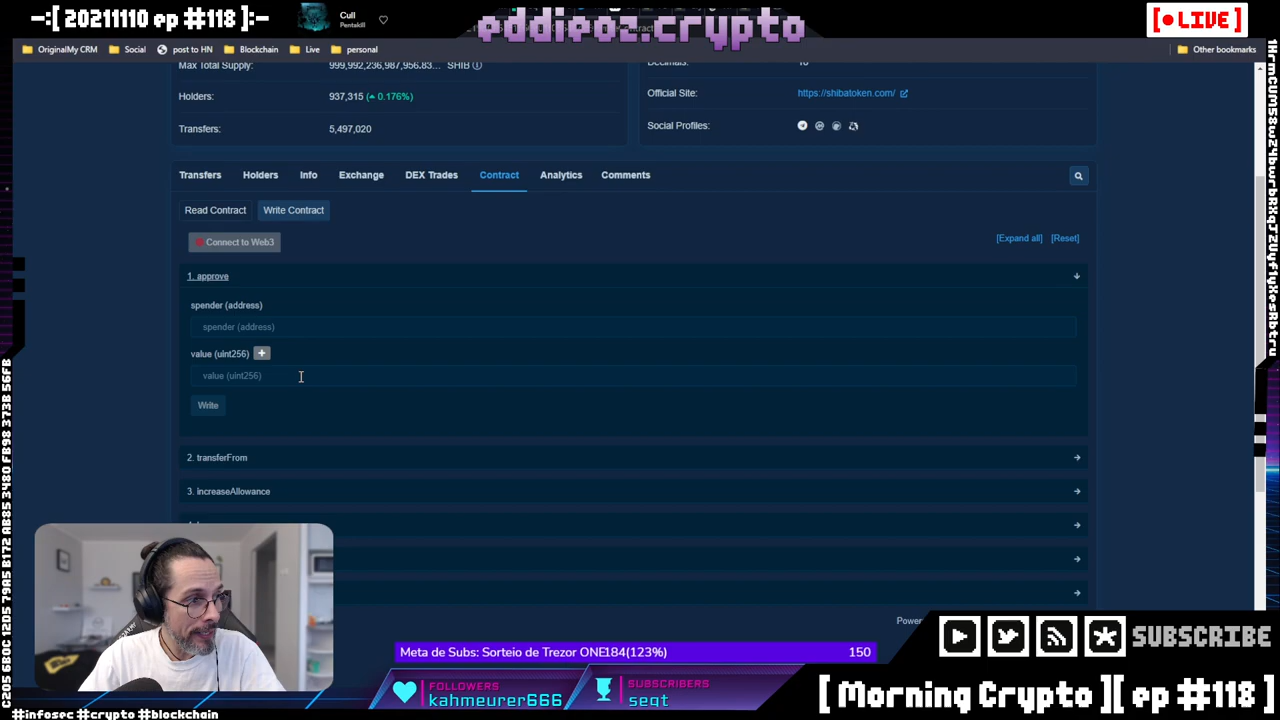 -:[ 20211110 ep #118 ]:-
Cull
Pentakill
eddieoz.crypto
[●LIVE]
OriginalMy CRM
Social
post to HN
Blockchain
Live
personal
Other bookmarks
Max Total Supply:
999,992,236,987,956.83... SHIB
Holders:
937,315 (0.176%)
Transfers:
5,497,020
Official Site:
https://shibatoken.com/
Social Profiles:
Transfers
Holders
Info
Exchange
DEX Trades
Contract
Analytics
Comments
Read Contract
Write Contract
Connect to Web3
[Expand all]
[Reset]
1. approve
spender (address)
spender (address)
value (uint256)
+
value (uint256)
Write
2. transferFrom
3. increaseAllowance
Power
SUBSCRIBE
Meta de Subs: Sorteio de Trezor ONE184(123%)
150
FOLLOWERS
kahmeurer666
SUBSCRIBERS
seqt
[ Morning Crypto ][ ep #118 ]
#infosec #crypto #blockchain